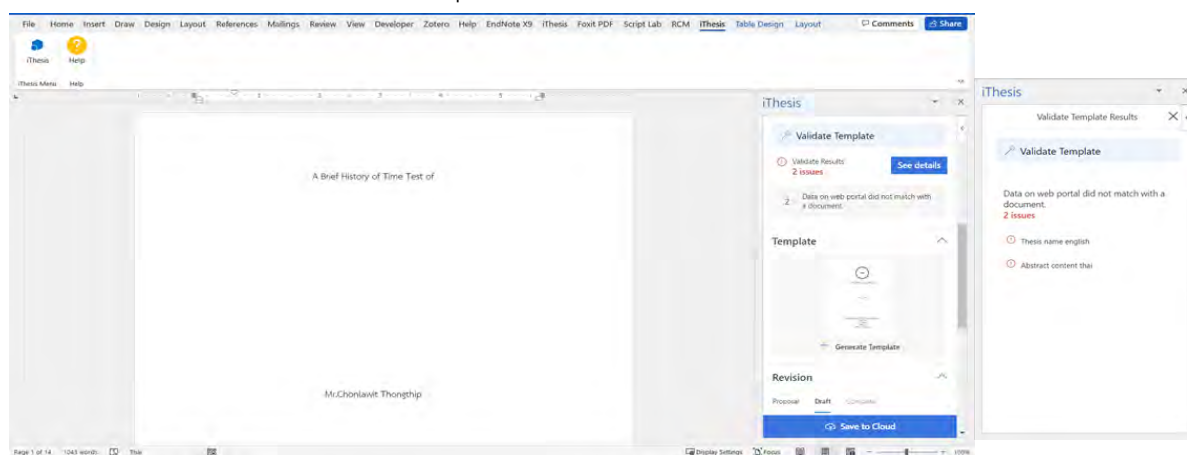 File Home Insert Draw Design Layout References Mailings Review View Developer Zotero Help EndNote X9 iThesis Foxit PDF Script Lab RCM iThesis Table Design Layout Comments Share
iThesis Help
iThesis Menu Help
A Brief History of Time Test of
Mr.Chonlawit Thongthip
iThesis
Validate Template
Validate Results
2 issues
See details
2 Data on web portal did not match with
a document.
Template
Generate Template
Revision
Proposal Draft Complete
Save to Cloud
Page 1 of 14 1043 words Thai
Display Settings Focus 100%
iThesis
Validate Template Results
Validate Template
Data on web portal did not match with a
document.
2 issues
Thesis name english
Abstract content thai